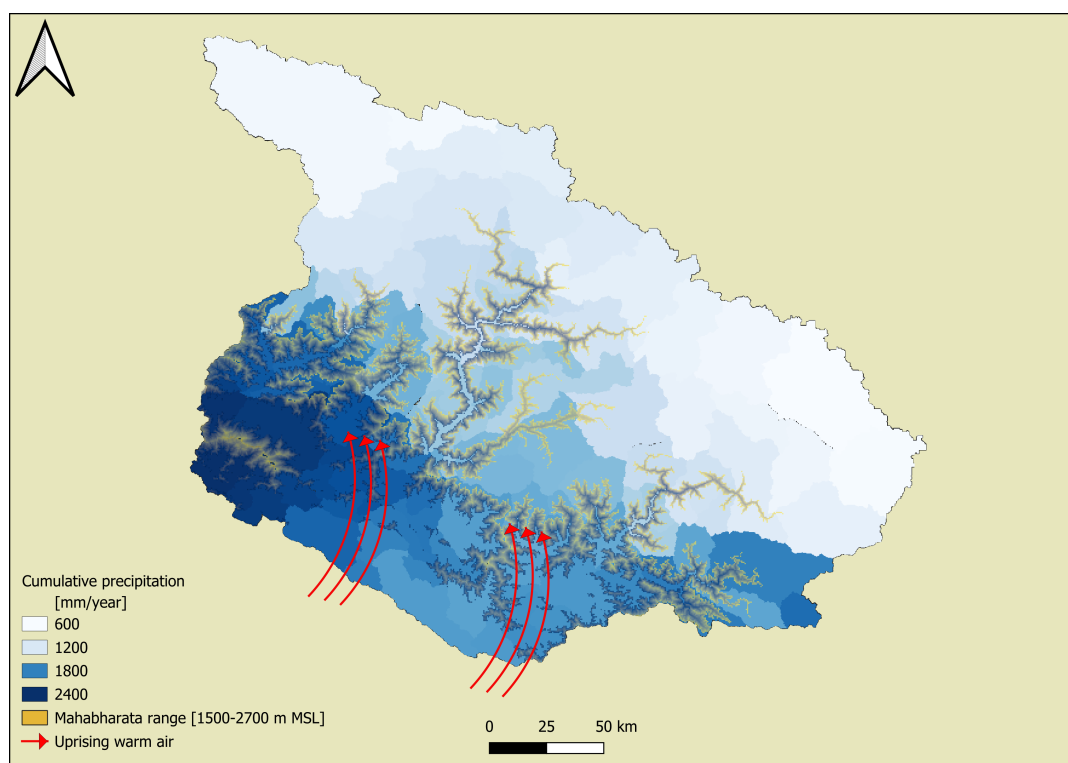 Cumulative precipitation
[mm/year]
600
1200
1800
2400
Mahabharata range [1500-2700 m MSL]
Uprising warm air
0 25 50 km